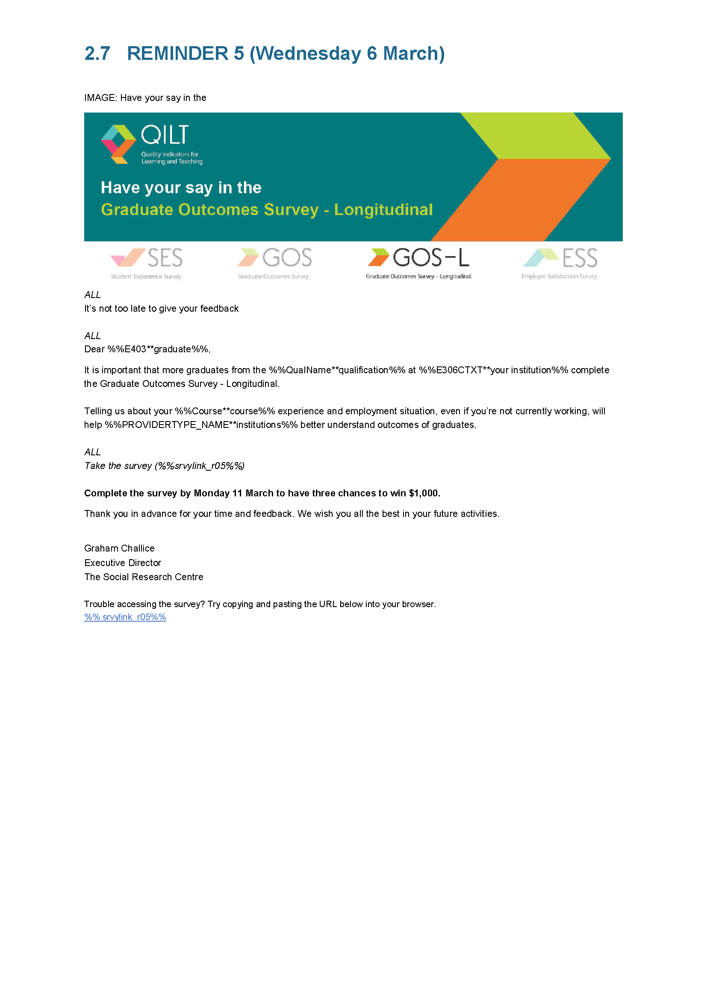 2.7 REMINDER 5 (Wednesday 6 March)
IMAGE: Have your say in the
QILT
Quality Indicators for
Learning and Teaching
Have your say in the
Graduate Outcomes Survey - Longitudinal
SES
Student Experience Survey
GOS
Graduate Outcomes Survey
GOS-L
Graduate Outcomes Survey – Longitudinal
ESS
Employer Satisfaction Survey
ALL
It’s not too late to give your feedback
ALL
Dear %%E403**graduate%%,
It is important that more graduates from the %%QualName**qualification%% at %%E306CTXT**your institution%% complete
the Graduate Outcomes Survey - Longitudinal.
Telling us about your %%Course**course%% experience and employment situation, even if you’re not currently working, will
help %%PROVIDERTYPE_NAME**institutions%% better understand outcomes of graduates.
ALL
Take the survey (%%srvylink_r05%%)
Complete the survey by Monday 11 March to have three chances to win $1,000.
Thank you in advance for your time and feedback. We wish you all the best in your future activities.
Graham Challice
Executive Director
The Social Research Centre
Trouble accessing the survey? Try copying and pasting the URL below into your browser.
%% srvylink_r05%%